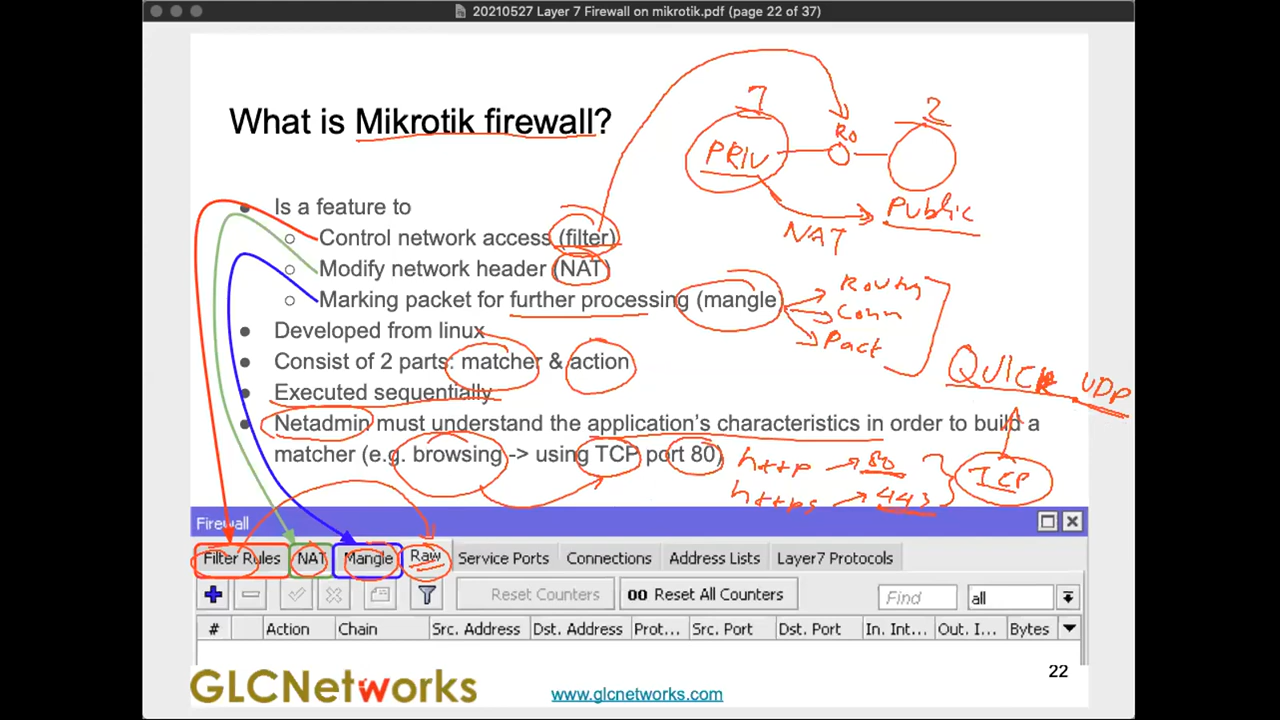 20210527 Layer 7 Firewall on mikrotik.pdf (page 22 of 37)
What is Mikrotik firewall?
1
2
PRIV
Ro
Public
NAT
● Is a feature to
○ Control network access (filter)
○ Modify network header (NAT)
○ Marking packet for further processing (mangle)
Routing
Conn
Pact
● Developed from linux
● Consist of 2 parts: matcher & action
● Executed sequentially
QUIC UDP
● Netadmin must understand the application's characteristics in order to build a
matcher (e.g. browsing -> using TCP port 80)
http → 80
https → 443
TCP
Firewall
Filter Rules NAT Mangle Raw Service Ports Connections Address Lists Layer7 Protocols
Reset Counters 00 Reset All Counters Find all
# Action Chain Src. Address Dst. Address Prot... Src. Port Dst. Port In. Int... Out. I... Bytes
GLCNetworks
www.glcnetworks.com
22